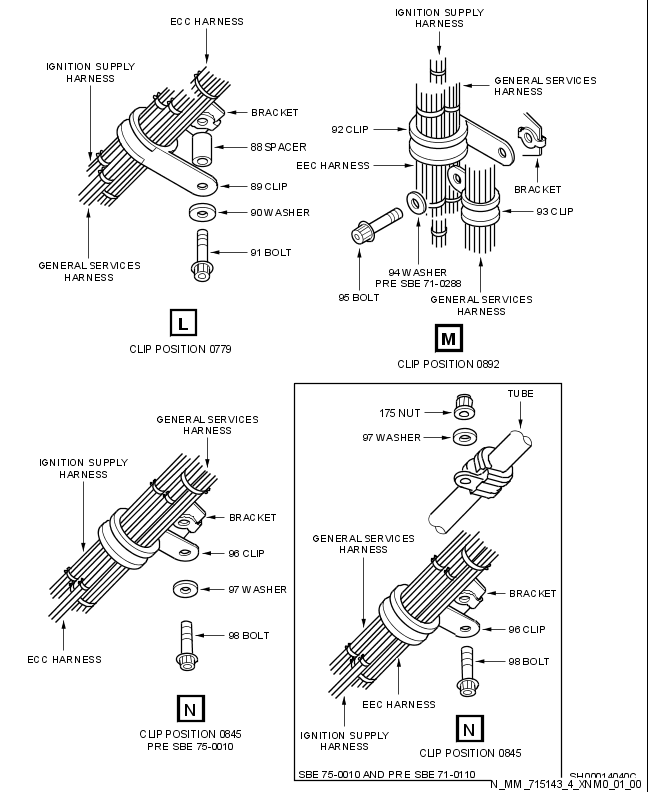 ECC HARNESS
IGNITION SUPPLY
HARNESS
BRACKET
88 SPACER
89 CLIP
90 WASHER
91 BOLT
GENERAL SERVICES
HARNESS
L
CLIP POSITION 0779
IGNITION SUPPLY
HARNESS
GENERAL SERVICES
HARNESS
92 CLIP
EEC HARNESS
BRACKET
93 CLIP
94 WASHER
PRE SBE 71-0288
95 BOLT
GENERAL SERVICES
HARNESS
M
CLIP POSITION 0892
GENERAL SERVICES
HARNESS
IGNITION SUPPLY
HARNESS
BRACKET
96 CLIP
97 WASHER
98 BOLT
ECC HARNESS
N
CLIP POSITION 0845
PRE SBE 75-0010
TUBE
175 NUT
97 WASHER
GENERAL SERVICES
HARNESS
BRACKET
96 CLIP
98 BOLT
EEC HARNESS
IGNITION SUPPLY
HARNESS
N
CLIP POSITION 0845
SBE 75-0010 AND PRE SBE 71-0110
SH00014040C
N_MM_715143_4_XNM0_01_00